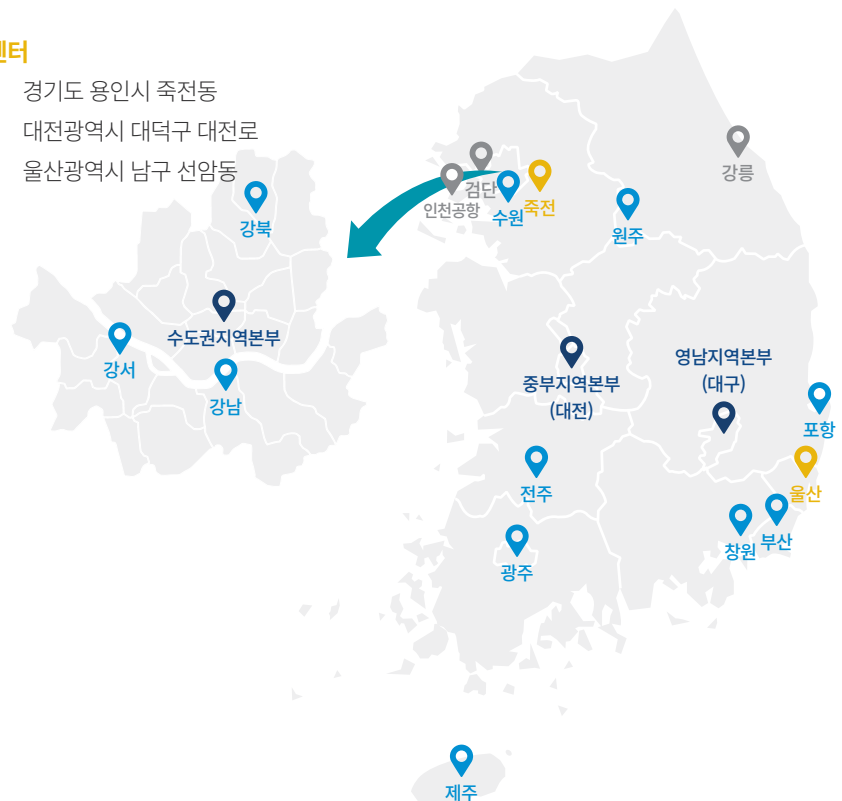 센터
경기도 용인시 죽전동
대전광역시 대덕구 대전로
울산광역시 남구 선암동
강북
수도권지역본부
강서
강남
강릉
검단
인천공항
수원
죽전
원주
중부지역본부
(대전)
영남지역본부
(대구)
포항
울산
전주
창원
부산
광주
제주